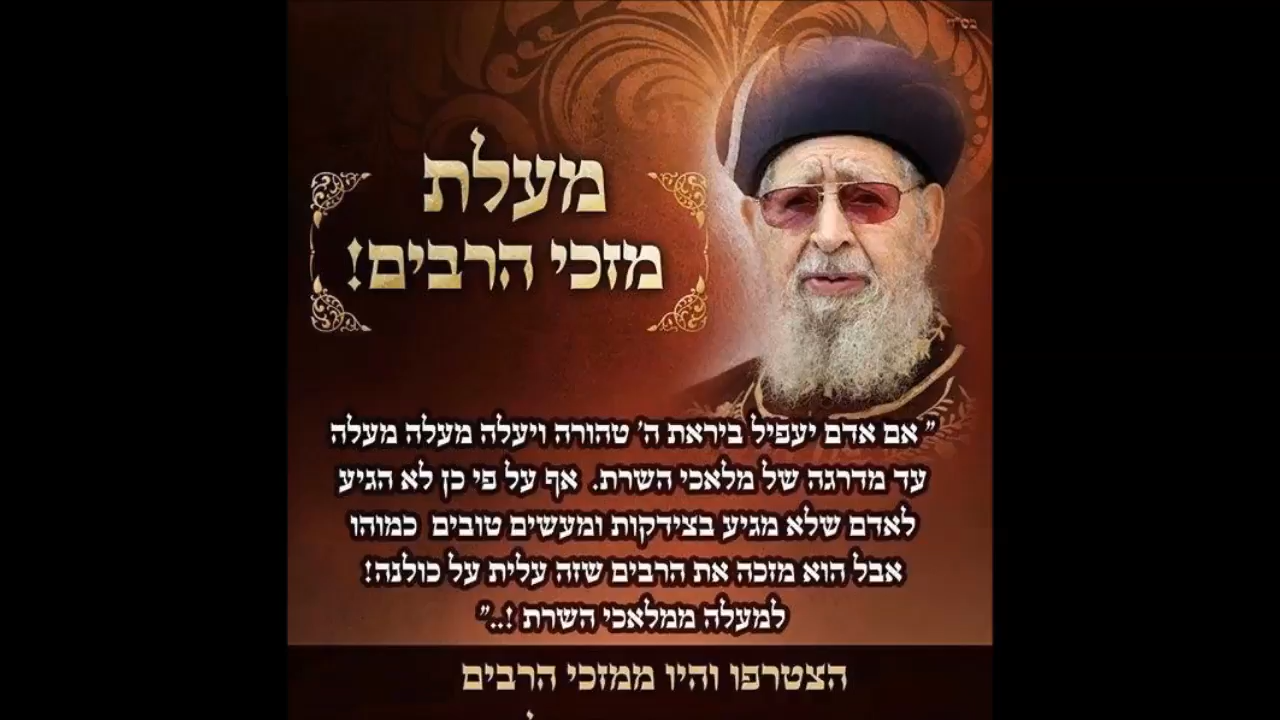 בס"ד
מעלת
מזכי הרבים!
" אם אדם יעפיל ביראת ה' טהורה ויעלה מעלה מעלה
עד מדרגה של מלאכי השרת. אף על פי כן לא הגיע
לאדם שלא מגיע בצידקות ומעשים טובים כמוהו
אבל הוא מזכה את הרבים שזה עלית על כולנה!
למעלה ממלאכי השרת !.."
הצטרפו והיו ממזכי הרבים